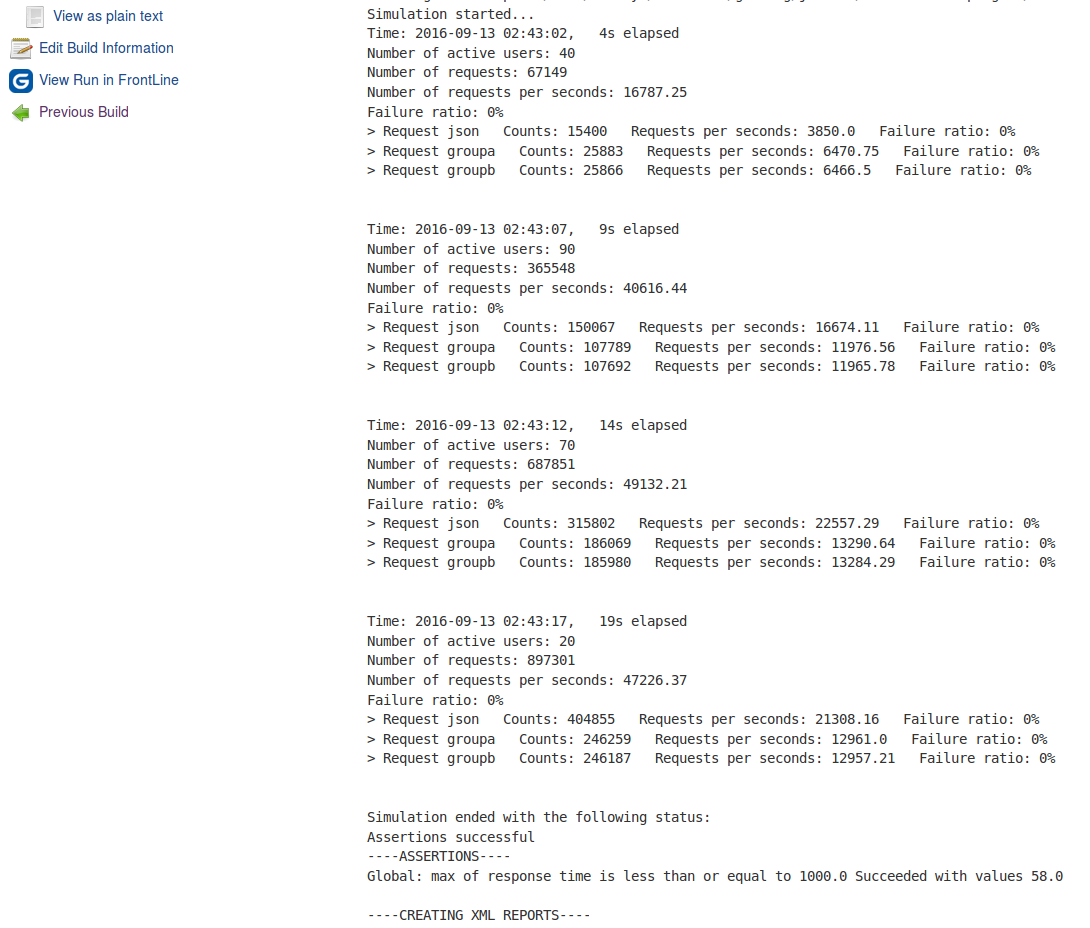 View as plain text
Edit Build Information
View Run in FrontLine
Previous Build
Simulation started...
Time: 2016-09-13 02:43:02,   4s elapsed
Number of active users: 40
Number of requests: 67149
Number of requests per seconds: 16787.25
Failure ratio: 0%
> Request json   Counts: 15400   Requests per seconds: 3850.0   Failure ratio: 0%
> Request groupa   Counts: 25883   Requests per seconds: 6470.75   Failure ratio: 0%
> Request groupb   Counts: 25866   Requests per seconds: 6466.5   Failure ratio: 0%
Time: 2016-09-13 02:43:07,   9s elapsed
Number of active users: 90
Number of requests: 365548
Number of requests per seconds: 40616.44
Failure ratio: 0%
> Request json   Counts: 150067   Requests per seconds: 16674.11   Failure ratio: 0%
> Request groupa   Counts: 107789   Requests per seconds: 11976.56   Failure ratio: 0%
> Request groupb   Counts: 107692   Requests per seconds: 11965.78   Failure ratio: 0%
Time: 2016-09-13 02:43:12,   14s elapsed
Number of active users: 70
Number of requests: 687851
Number of requests per seconds: 49132.21
Failure ratio: 0%
> Request json   Counts: 315802   Requests per seconds: 22557.29   Failure ratio: 0%
> Request groupa   Counts: 186069   Requests per seconds: 13290.64   Failure ratio: 0%
> Request groupb   Counts: 185980   Requests per seconds: 13284.29   Failure ratio: 0%
Time: 2016-09-13 02:43:17,   19s elapsed
Number of active users: 20
Number of requests: 897301
Number of requests per seconds: 47226.37
Failure ratio: 0%
> Request json   Counts: 404855   Requests per seconds: 21308.16   Failure ratio: 0%
> Request groupa   Counts: 246259   Requests per seconds: 12961.0   Failure ratio: 0%
> Request groupb   Counts: 246187   Requests per seconds: 12957.21   Failure ratio: 0%
Simulation ended with the following status:
Assertions successful
----ASSERTIONS----
Global: max of response time is less than or equal to 1000.0 Succeeded with values 58.0
----CREATING XML REPORTS----